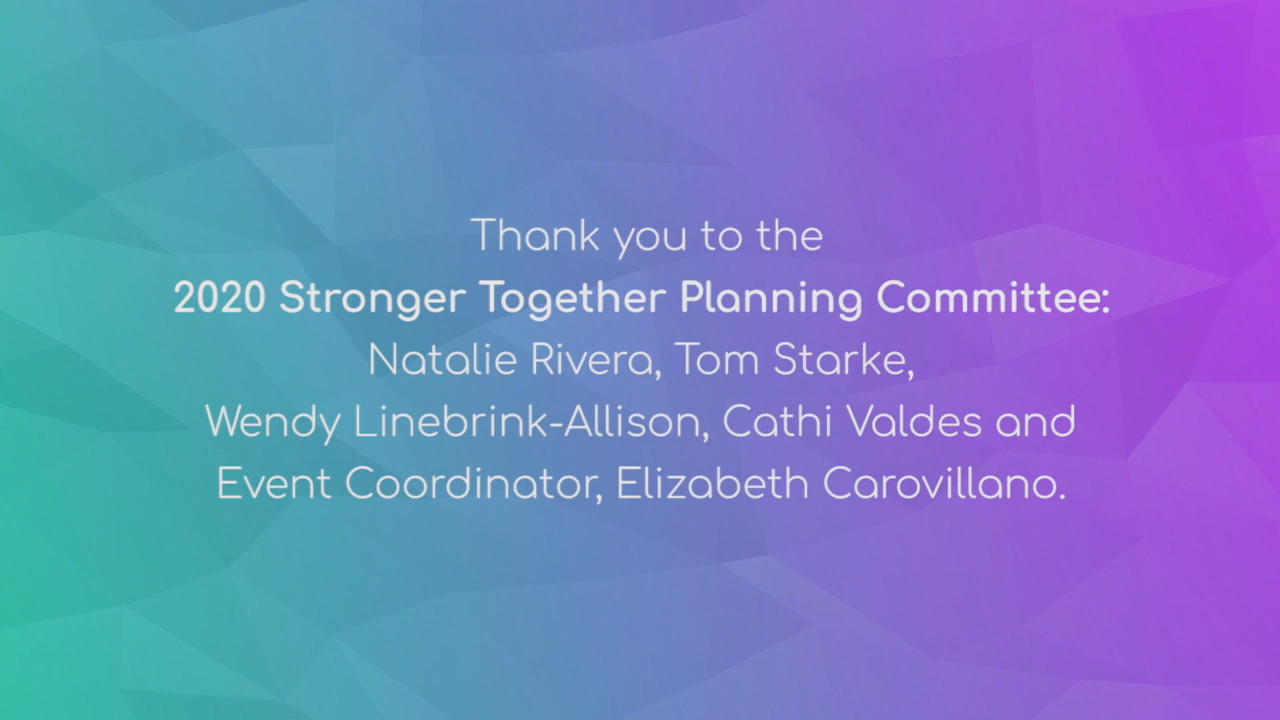 Thank you to the
2020 Stronger Together Planning Committee:
Natalie Rivera, Tom Starke,
Wendy Linebrink-Allison, Cathi Valdes and
Event Coordinator, Elizabeth Carovillano.